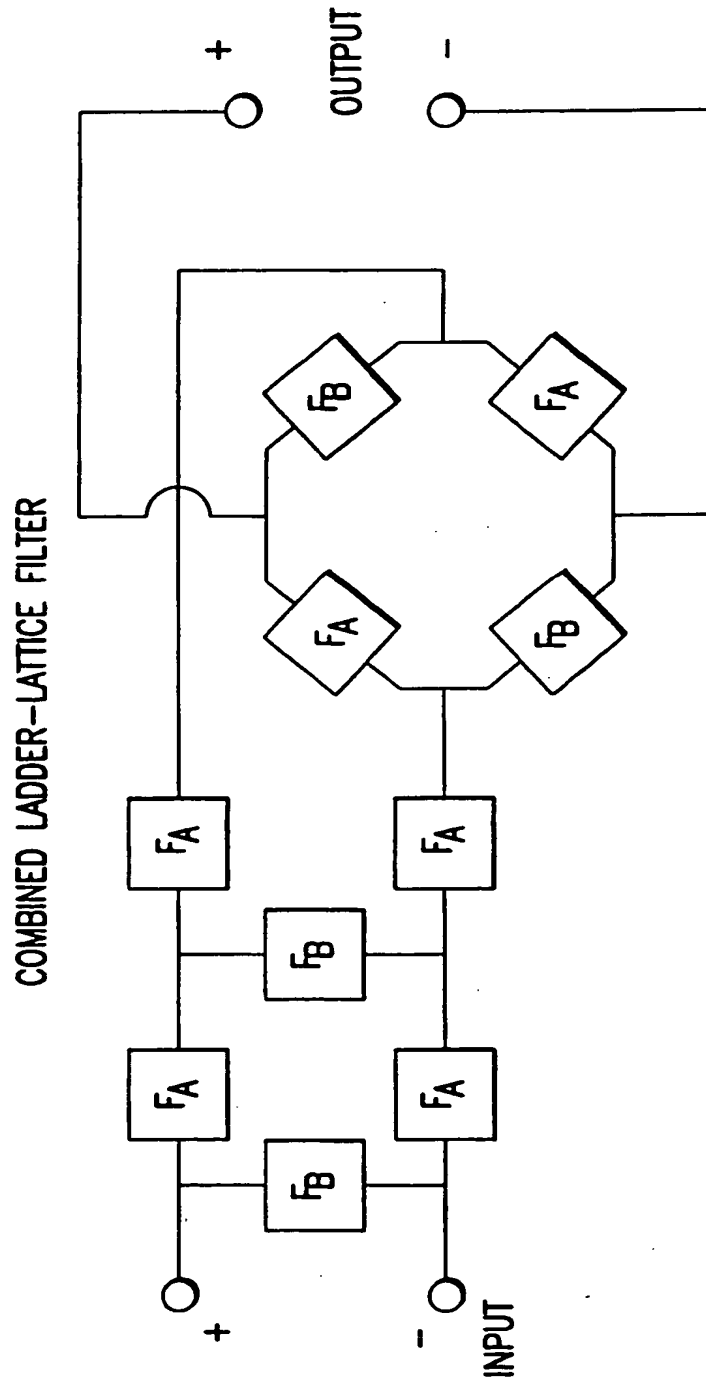 COMBINED LADDER-LATTICE FILTER
+
-
INPUT
FB
FA
FA
FB
FA
FA
FA
FB
FB
FA
+
OUTPUT
-